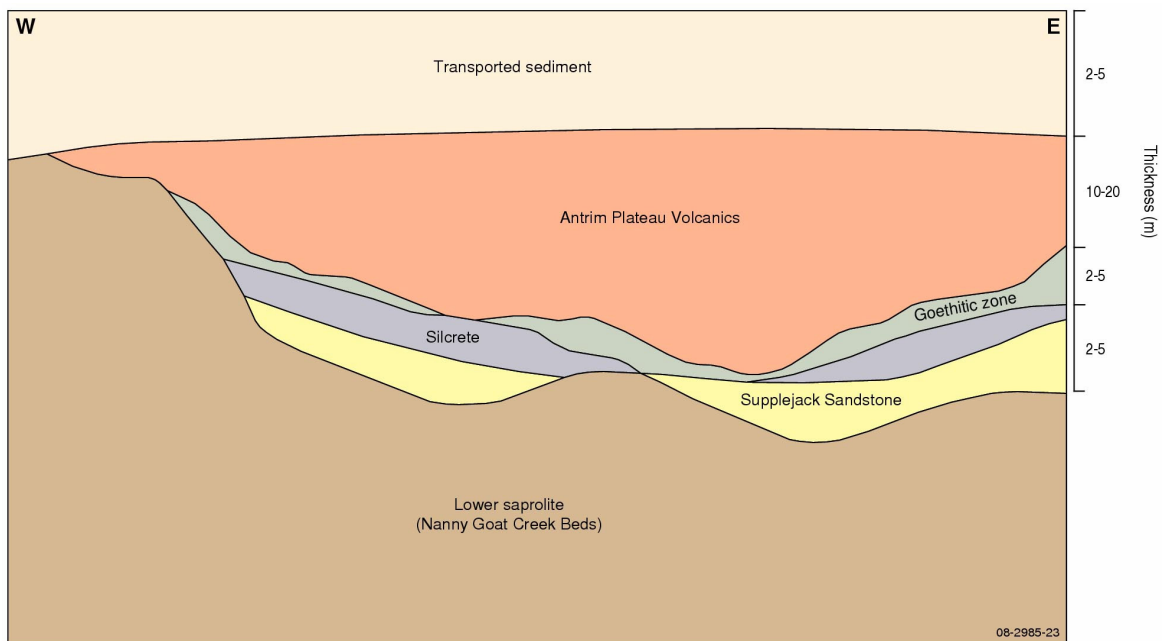 W
E
Transported sediment
2-5
Antrim Plateau Volcanics
10-20
Thickness (m)
2-5
Goethitic zone
Silcrete
2-5
Supplejack Sandstone
Lower saprolite
(Nanny Goat Creek Beds)
08-2985-23